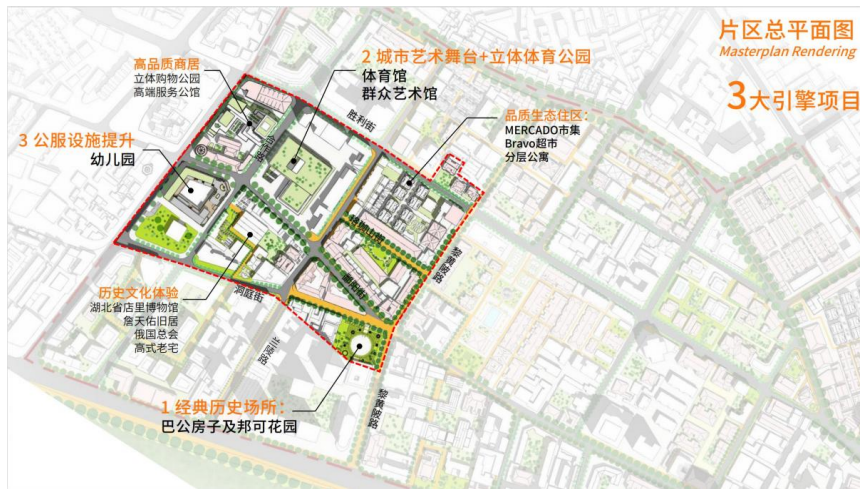 片区总平面图
Masterplan Rendering
3大引擎项目
高品质商居
立体购物公园
高端服务公馆
2 城市艺术舞台+立体体育公园
体育馆
群众艺术馆
胜利街
品质生态住区：
MERCADO市集
Bravo超市
分层公寓
3 公服设施提升
幼儿园
黎黄陂路
洞庭街
历史文化体验
湖北省店里博物馆
詹天佑旧居
俄国总会
高式老宅
兰陵路
黎黄陂路
1 经典历史场所：
巴公房子及邦可花园